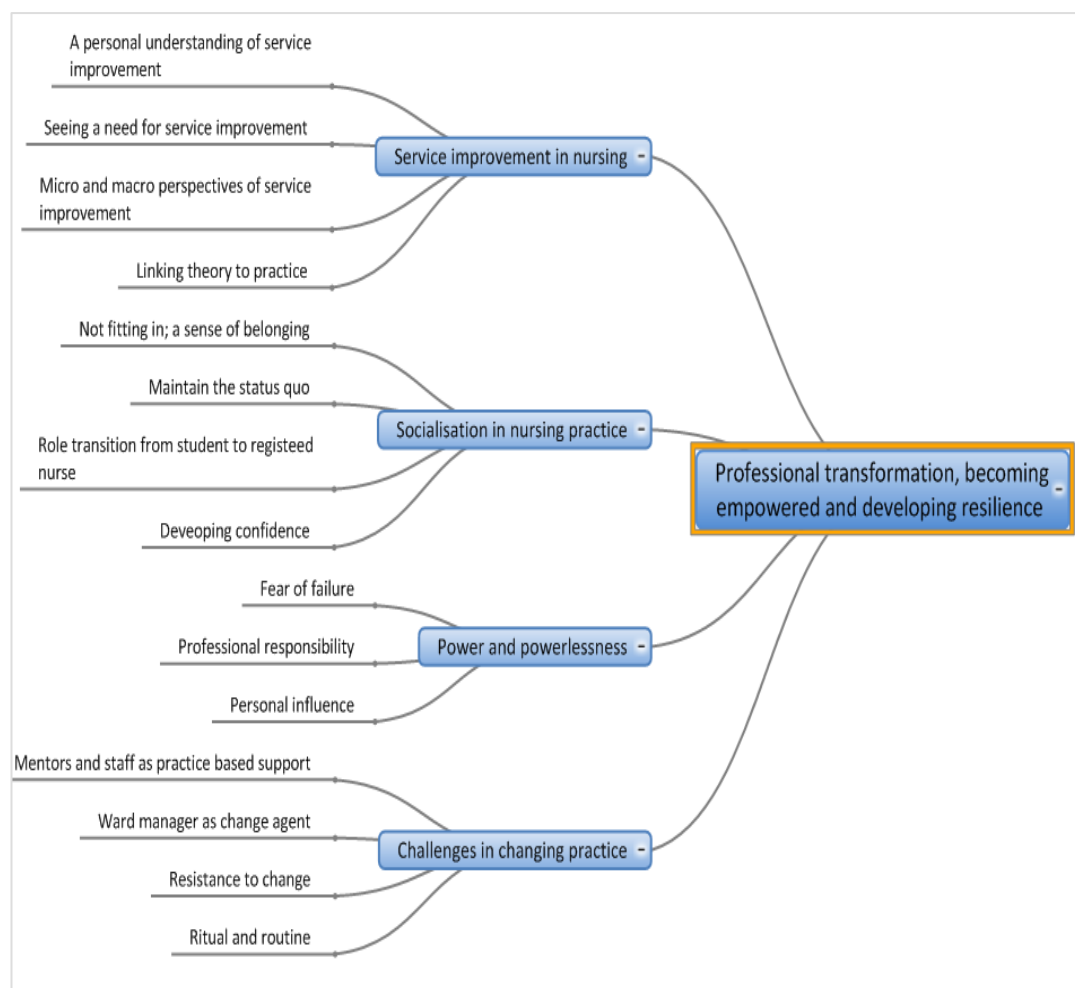 A personal understanding of service
improvement
Seeing a need for service improvement
Micro and macro perspectives of service
improvement
Linking theory to practice
Service improvement in nursing
Not fitting in; a sense of belonging
Maintain the status quo
Role transition from student to registeed
nurse
Deveoping confidence
Socialisation in nursing practice
Professional transformation, becoming
empowered and developing resilience
Fear of failure
Professional responsibility
Personal influence
Power and powerlessness
Mentors and staff as practice based support
Ward manager as change agent
Resistance to change
Ritual and routine
Challenges in changing practice